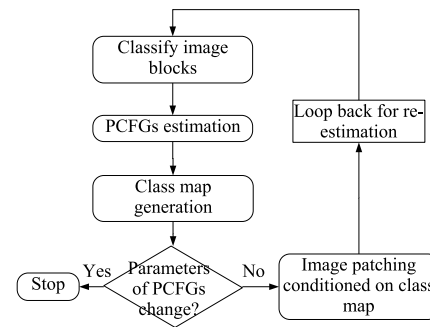 Classify image
blocks
PCFGs estimation
Loop back for re-
estimation
Class map
generation
Parameters
of PCFGs
change?
Yes
No
Stop
Image patching
conditioned on class
map